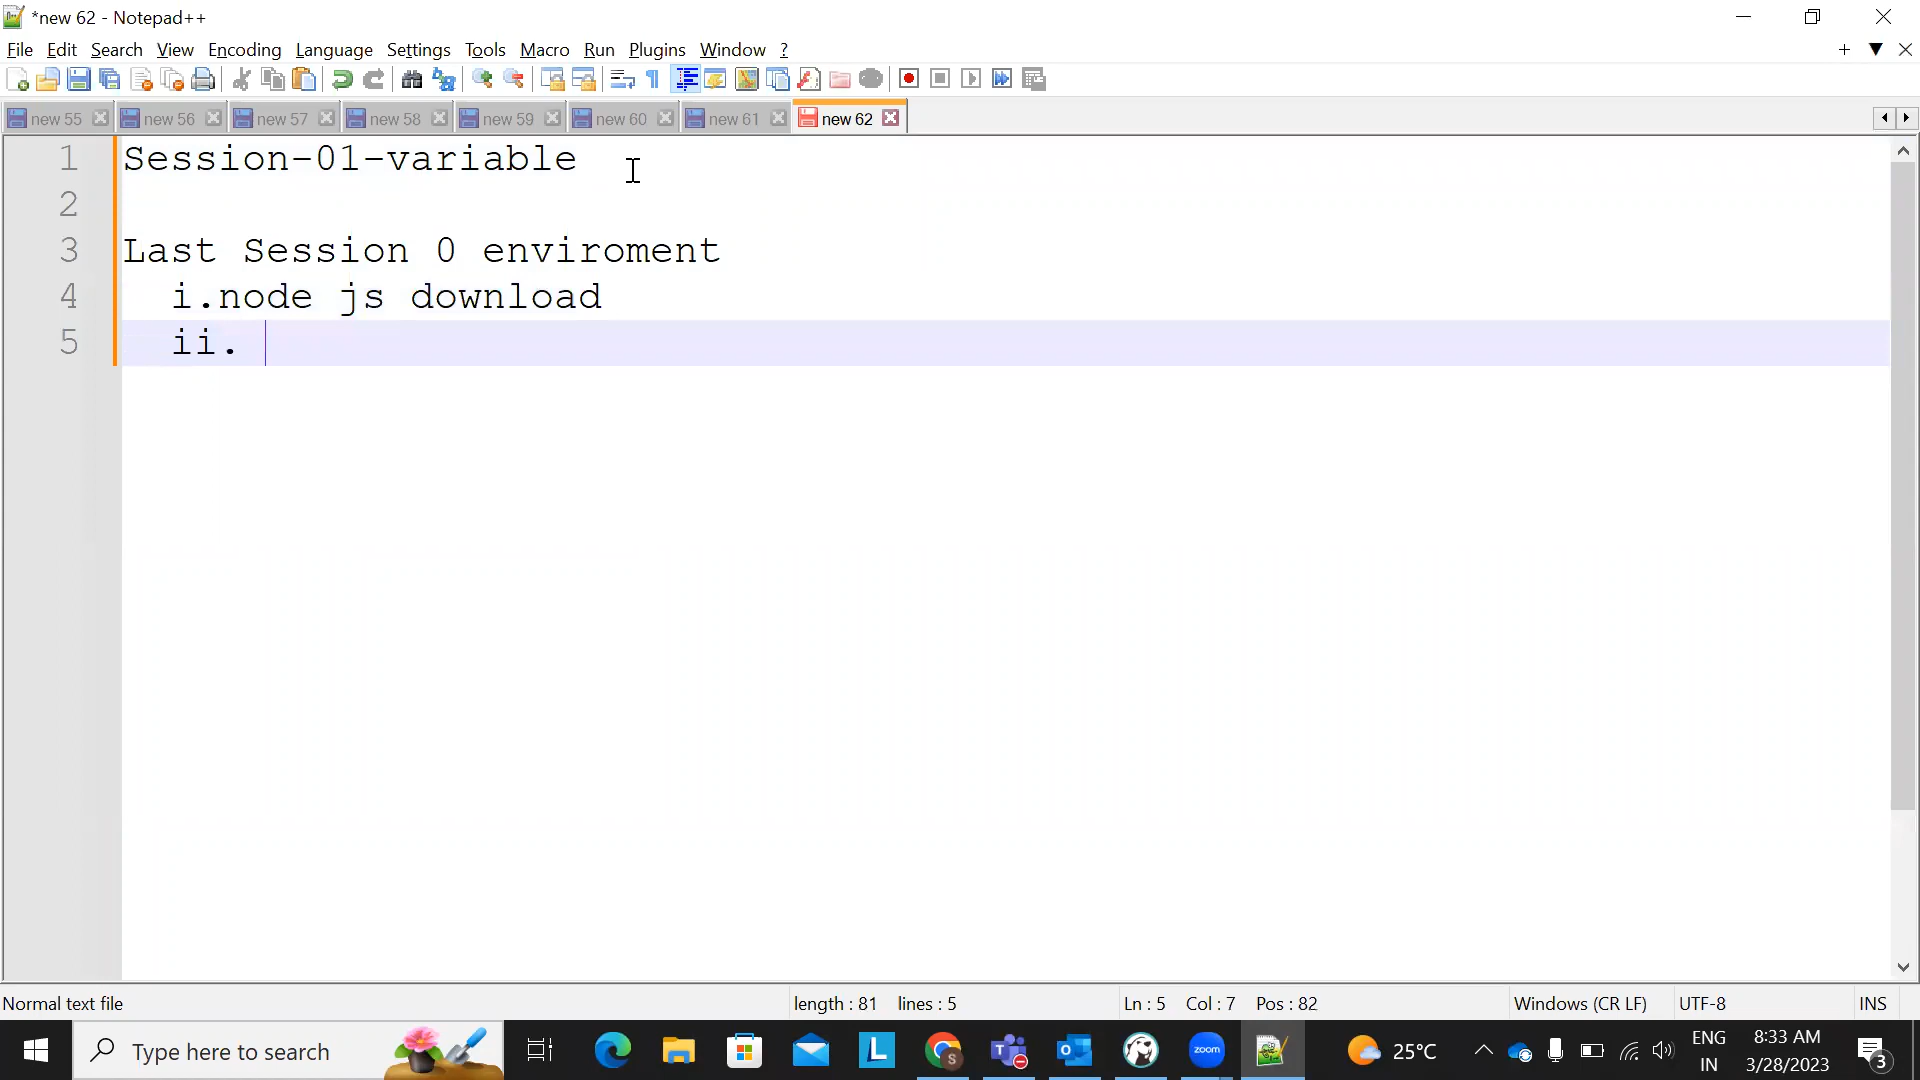 *new 62 - Notepad++
File Edit Search View Encoding Language Settings Tools Macro Run Plugins Window ?
new 55 new 56 new 57 new 58 new 59 new 60 new 61 new 62
1 Session-01-variable
2
3 Last Session 0 enviroment
4 i.node js download
5 ii.
Normal text file length : 81 lines : 5 Ln : 5 Col : 7 Pos : 82 Windows (CR LF) UTF-8 INS
Type here to search L S T zoom 25°C ENG 8:33 AM
IN 3/28/2023 3